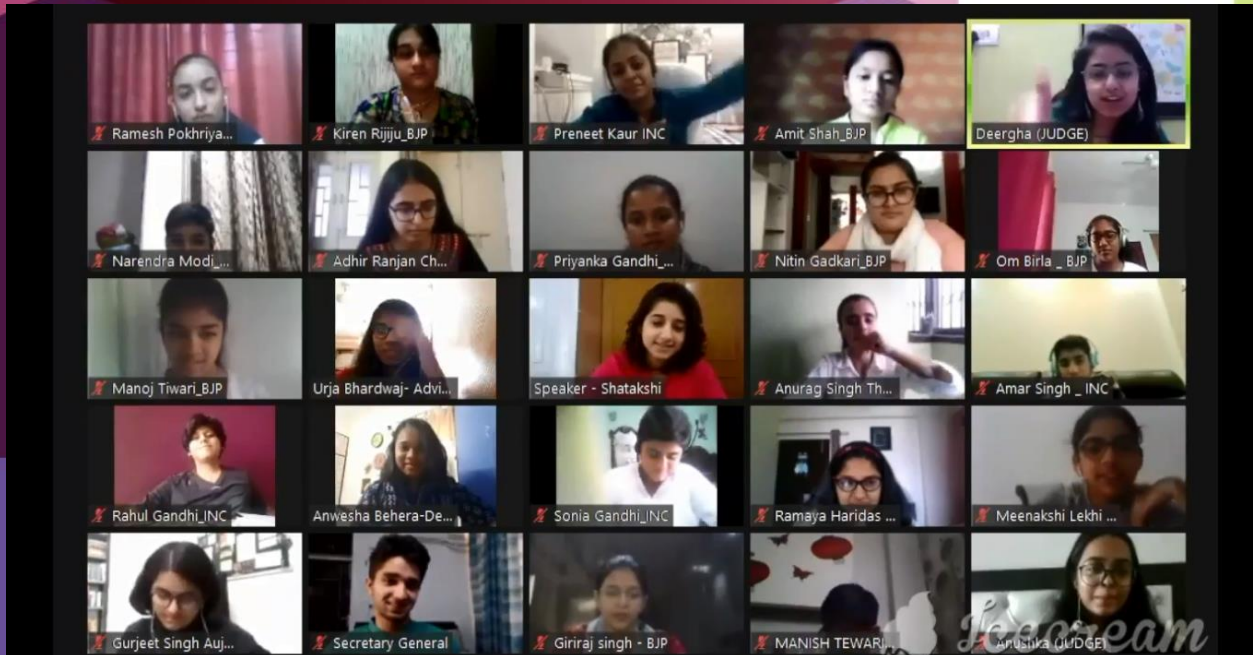 Ramesh Pokhriya...
Kiren Rijiju_BJP
Preneet Kaur INC
Amit Shah_BJP
Deergha (JUDGE)
Narendra Modi_...
Adhir Ranjan Ch...
Priyanka Gandhi_...
Nitin Gadkari_BJP
Om Birla _ BJP
Manoj Tiwari_BJP
Urja Bhardwaj- Advi...
Speaker - Shatakshi
Anurag Singh Th...
Amar Singh _ INC
Rahul Gandhi_INC
Anwesha Behera-De...
Sonia Gandhi_INC
Ramaya Haridas ...
Meenakshi Lekhi ...
Gurjeet Singh Auj...
Secretary General
Giriraj singh - BJP
MANISH TEWARI...
Anushka (JUDGE)